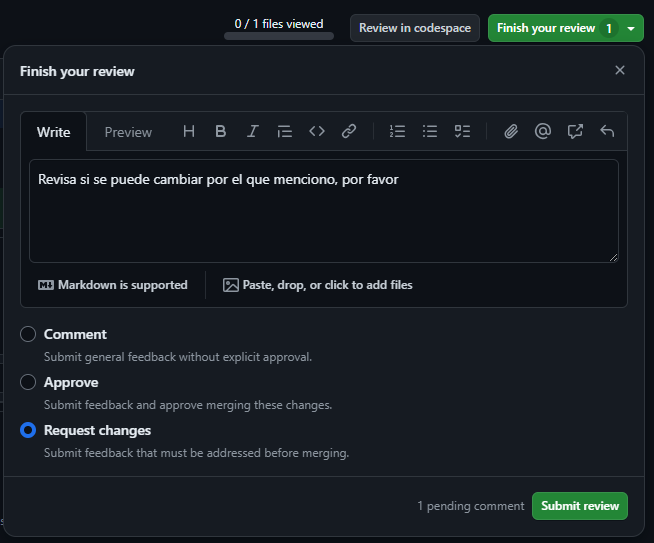 0 / 1 files viewed
Review in codespace
Finish your review 1
Finish your review
Write
Preview
Revisa si se puede cambiar por el que menciono, por favor
Markdown is supported
Paste, drop, or click to add files
Comment
Submit general feedback without explicit approval.
Approve
Submit feedback and approve merging these changes.
Request changes
Submit feedback that must be addressed before merging.
1 pending comment
Submit review